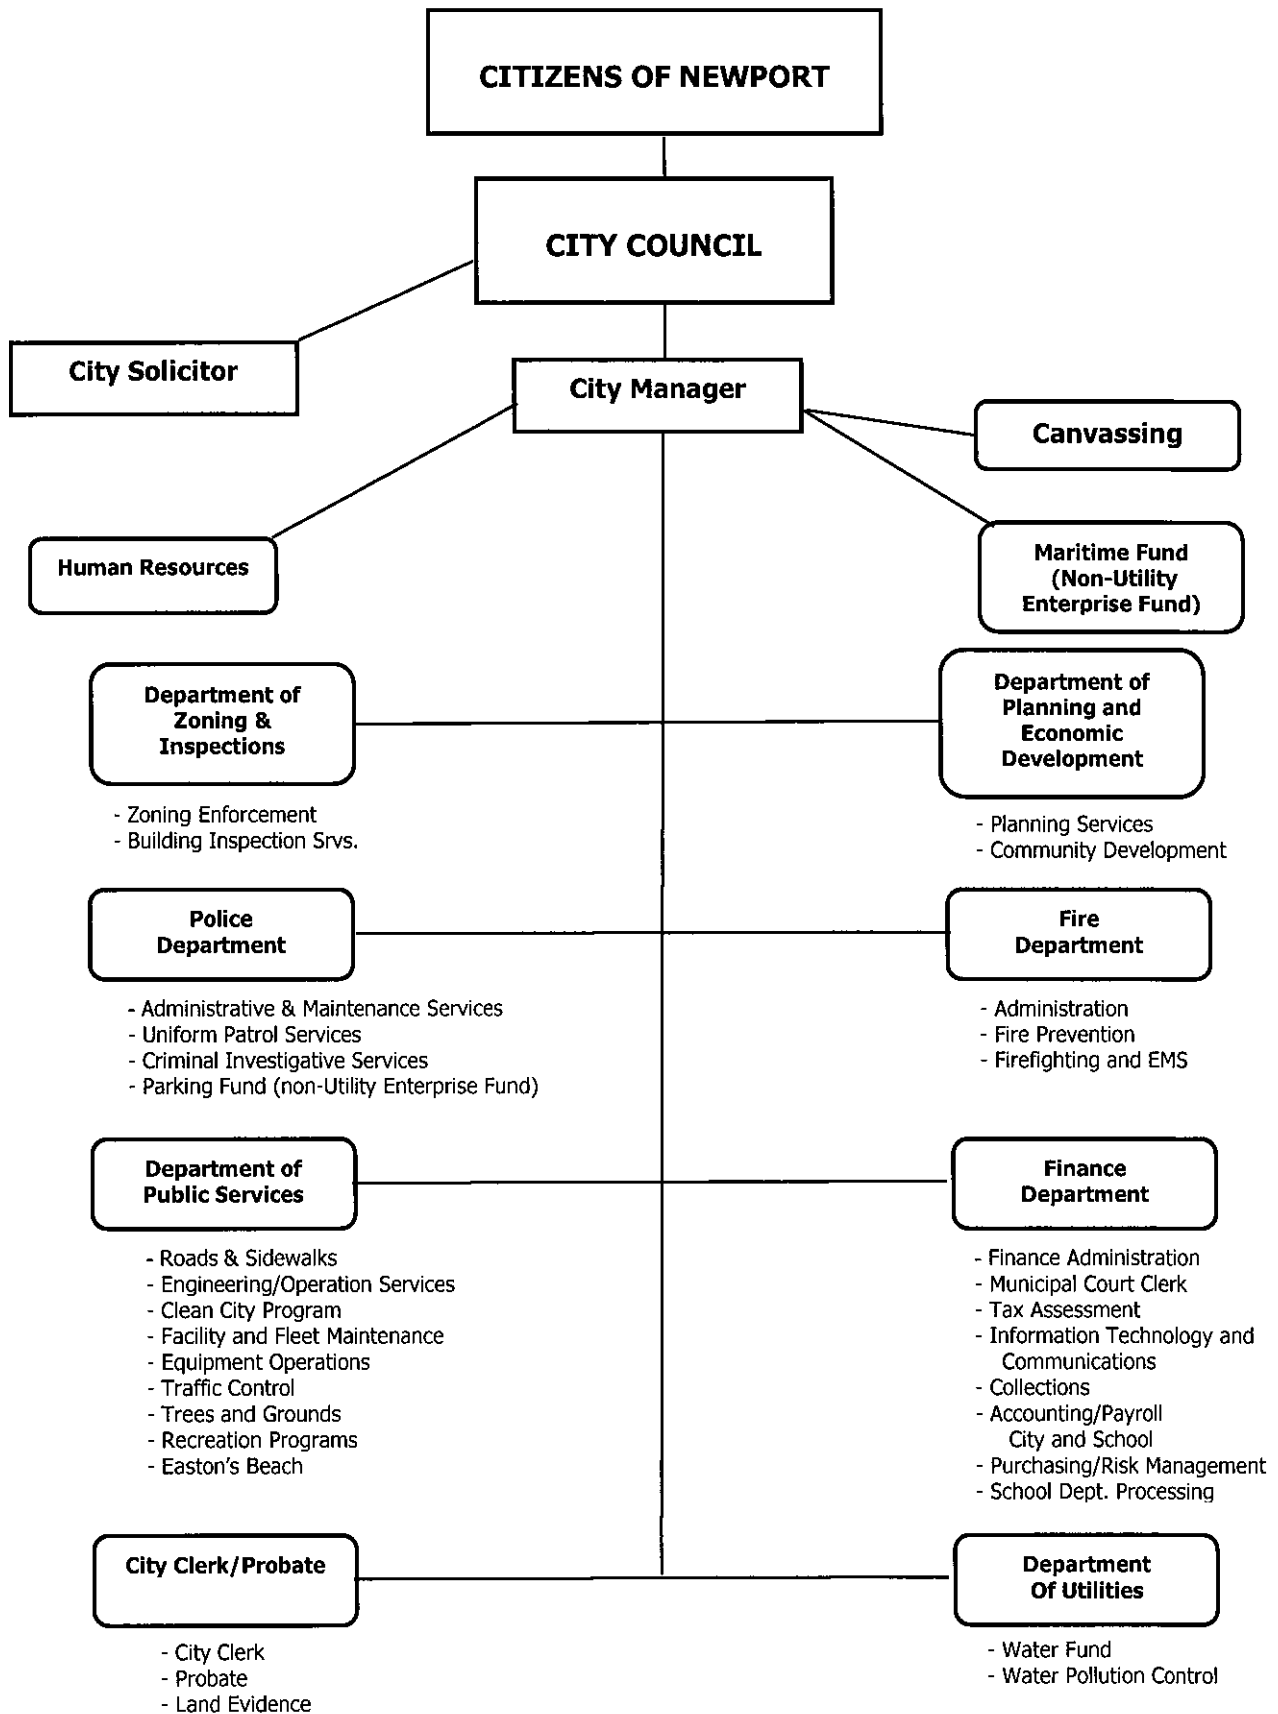 CITIZENS OF NEWPORT
CITY COUNCIL
City Solicitor
City Manager
Canvassing
Human Resources
Maritime Fund
(Non-Utility
Enterprise Fund)
Department of
Zoning &
Inspections
- Zoning Enforcement
- Building Inspection Srvs.
Department of
Planning and
Economic
Development
- Planning Services
- Community Development
Police
Department
- Administrative & Maintenance Services
- Uniform Patrol Services
- Criminal Investigative Services
- Parking Fund (non-Utility Enterprise Fund)
Fire
Department
- Administration
- Fire Prevention
- Firefighting and EMS
Department of
Public Services
- Roads & Sidewalks
- Engineering/Operation Services
- Clean City Program
- Facility and Fleet Maintenance
- Equipment Operations
- Traffic Control
- Trees and Grounds
- Recreation Programs
- Easton's Beach
Finance
Department
- Finance Administration
- Municipal Court Clerk
- Tax Assessment
- Information Technology and
Communications
- Collections
- Accounting/Payroll
City and School
- Purchasing/Risk Management
- School Dept. Processing
City Clerk/Probate
- City Clerk
- Probate
- Land Evidence
Department
Of Utilities
- Water Fund
- Water Pollution Control